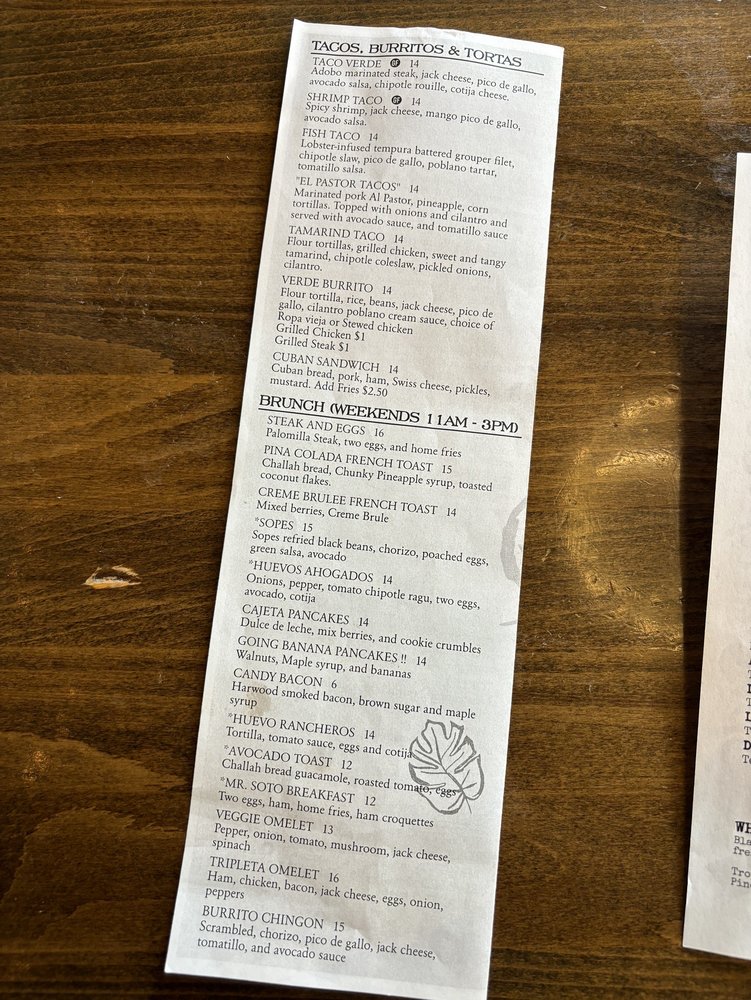 TACOS, BURRITOS & TORTAS
TACO VERDE GF 14
Adobo marinated steak, jack cheese, pico de gallo,
avocado salsa, chipotle rouille, cotija cheese.
SHRIMP TACO GF 14
Spicy shrimp, jack cheese, mango pico de gallo,
avocado salsa.
FISH TACO 14
Lobster-infused tempura battered grouper filet,
chipotle slaw, pico de gallo, poblano tartar,
tomatillo salsa.
"EL PASTOR TACOS" 14
Marinated pork Al Pastor, pineapple, corn
tortillas. Topped with onions and cilantro and
served with avocado sauce, and tomatillo sauce
TAMARIND TACO 14
Flour tortillas, grilled chicken, sweet and tangy
tamarind, chipotle coleslaw, pickled onions,
cilantro.
VERDE BURRITO 14
Flour tortilla, rice, beans, jack cheese, pico de
gallo, cilantro poblano cream sauce, choice of
Ropa vieja or Stewed chicken
Grilled Chicken $1
Grilled Steak $1
CUBAN SANDWICH 14
Cuban bread, pork, ham, Swiss cheese, pickles,
mustard. Add Fries $2.50
BRUNCH (WEEKENDS 11AM - 3PM)
STEAK AND EGGS 16
Palomilla Steak, two eggs, and home fries
PINA COLADA FRENCH TOAST 15
Challah bread, Chunky Pineapple syrup, toasted
coconut flakes.
CREME BRULEE FRENCH TOAST 14
Mixed berries, Creme Brule
*SOPES 15
Sopes refried black beans, chorizo, poached eggs,
green salsa, avocado
*HUEVOS AHOGADOS 14
Onions, pepper, tomato chipotle ragu, two eggs,
avocado, cotija
CAJETA PANCAKES 14
Dulce de leche, mix berries, and cookie crumbles
GOING BANANA PANCAKES !! 14
Walnuts, Maple syrup, and bananas
CANDY BACON 6
Harwood smoked bacon, brown sugar and maple
syrup
*HUEVO RANCHEROS 14
Tortilla, tomato sauce, eggs and cotija
*AVOCADO TOAST 12
Challah bread guacamole, roasted tomato, eggs
*MR. SOTO BREAKFAST 12
Two eggs, ham, home fries, ham croquettes
VEGGIE OMELET 13
Pepper, onion, tomato, mushroom, jack cheese,
spinach
TRIPLETA OMELET 16
Ham, chicken, bacon, jack cheese, eggs, onion,
peppers
BURRITO CHINGON 15
Scrambled, chorizo, pico de gallo, jack cheese,
tomatillo, and avocado sauce